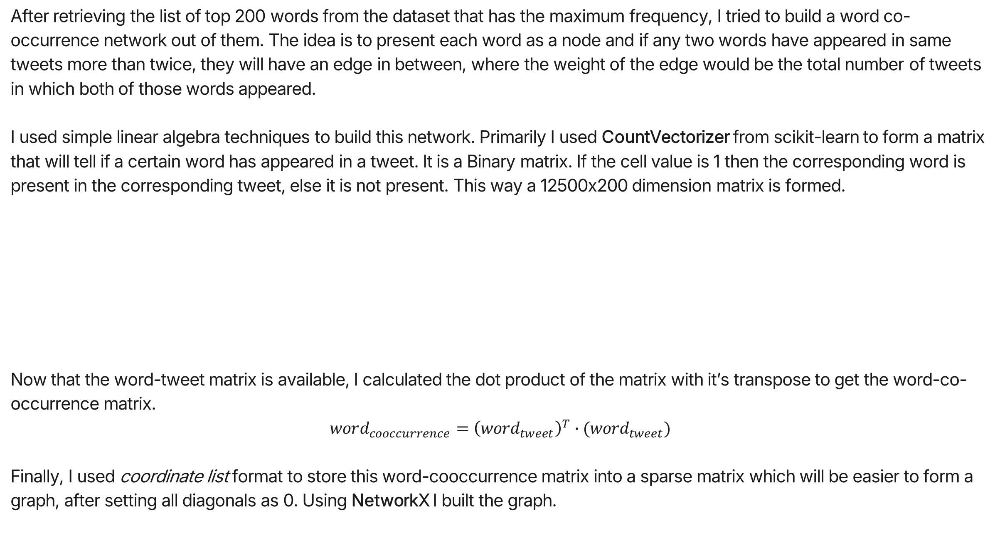 After retrieving the list of top 200 words from the dataset that has the maximum frequency, I tried to build a word co-
occurrence network out of them. The idea is to present each word as a node and if any two words have appeared in same
tweets more than twice, they will have an edge in between, where the weight of the edge would be the total number of tweets
in which both of those words appeared.
I used simple linear algebra techniques to build this network. Primarily I used CountVectorizer from scikit-learn to form a matrix
that will tell if a certain word has appeared in a tweet. It is a Binary matrix. If the cell value is 1 then the corresponding word is
present in the corresponding tweet, else it is not present. This way a 12500x200 dimension matrix is formed.
Now that the word-tweet matrix is available, I calculated the dot product of the matrix with it’s transpose to get the word-co-
occurrence matrix.
word_cooccurrence = (word_tweet)^T · (word_tweet)
Finally, I used coordinate list format to store this word-cooccurrence matrix into a sparse matrix which will be easier to form a
graph, after setting all diagonals as 0. Using NetworkX I built the graph.